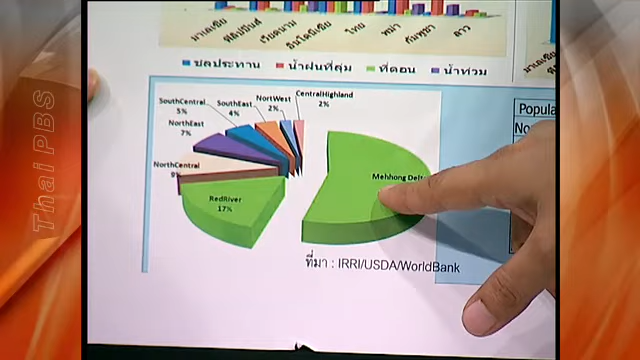 มาเลเซีย ฟิลิปปินส์ เวียดนาม อินโดนีเซีย ไทย พม่า กัมพูชา ลาว
ชลประทาน น้ำฝนที่ลุ่ม ที่ดอน น้ำท่วม
CentralHighland
2%
NortWest
2%
SouthEast
4%
SouthCentral
5%
NorthEast
7%
NorthCentral
9%
RedRiver
17%
Mehhong
ที่มา : IRRI/USDA/WorldBank
Thai PBS